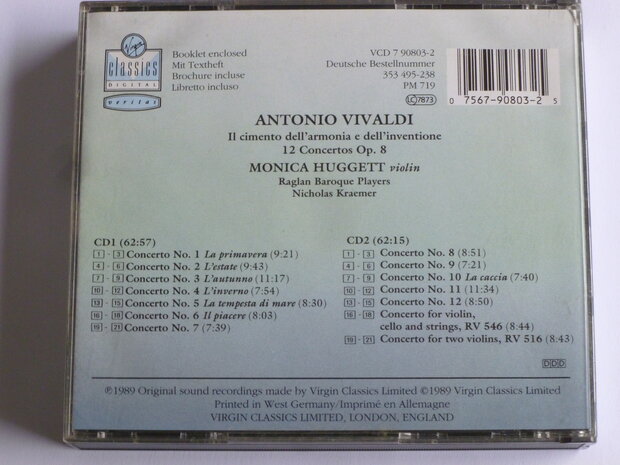 Virgin
classics
DIGITAL
veritas
Booklet enclosed
Mit Textheft
Brochure incluse
Libretto incluso
VCD 7 90803-2
Deutsche Bestellnummer
353 495-238
PM 719
LC 7873
0 7567-90803-2 5
ANTONIO VIVALDI
Il cimento dell'armonia e dell'inventione
12 Concertos Op. 8
MONICA HUGGETT violin
Raglan Baroque Players
Nicholas Kraemer
CD1 (62:57)
1 - 3 Concerto No. 1 La primavera (9:21)
4 - 6 Concerto No. 2 L'estate (9:43)
7 - 9 Concerto No. 3 L'autunno (11:17)
10 - 12 Concerto No. 4 L'inverno (7:54)
13 - 15 Concerto No. 5 La tempesta di mare (8:30)
16 - 18 Concerto No. 6 Il piacere (8:03)
19 - 21 Concerto No. 7 (7:39)
CD2 (62:15)
1 - 3 Concerto No. 8 (8:51)
4 - 6 Concerto No. 9 (7:21)
7 - 9 Concerto No. 10 La caccia (7:40)
10 - 12 Concerto No. 11 (11:34)
13 - 15 Concerto No. 12 (8:50)
16 - 18 Concerto for violin,
cello and strings, RV 546 (8:44)
19 - 21 Concerto for two violins, RV 516 (8:43)
DDD
℗1989 Original sound recordings made by Virgin Classics Limited ©1989 Virgin Classics Limited
Printed in West Germany/Imprimé en Allemagne
VIRGIN CLASSICS LIMITED, LONDON, ENGLAND